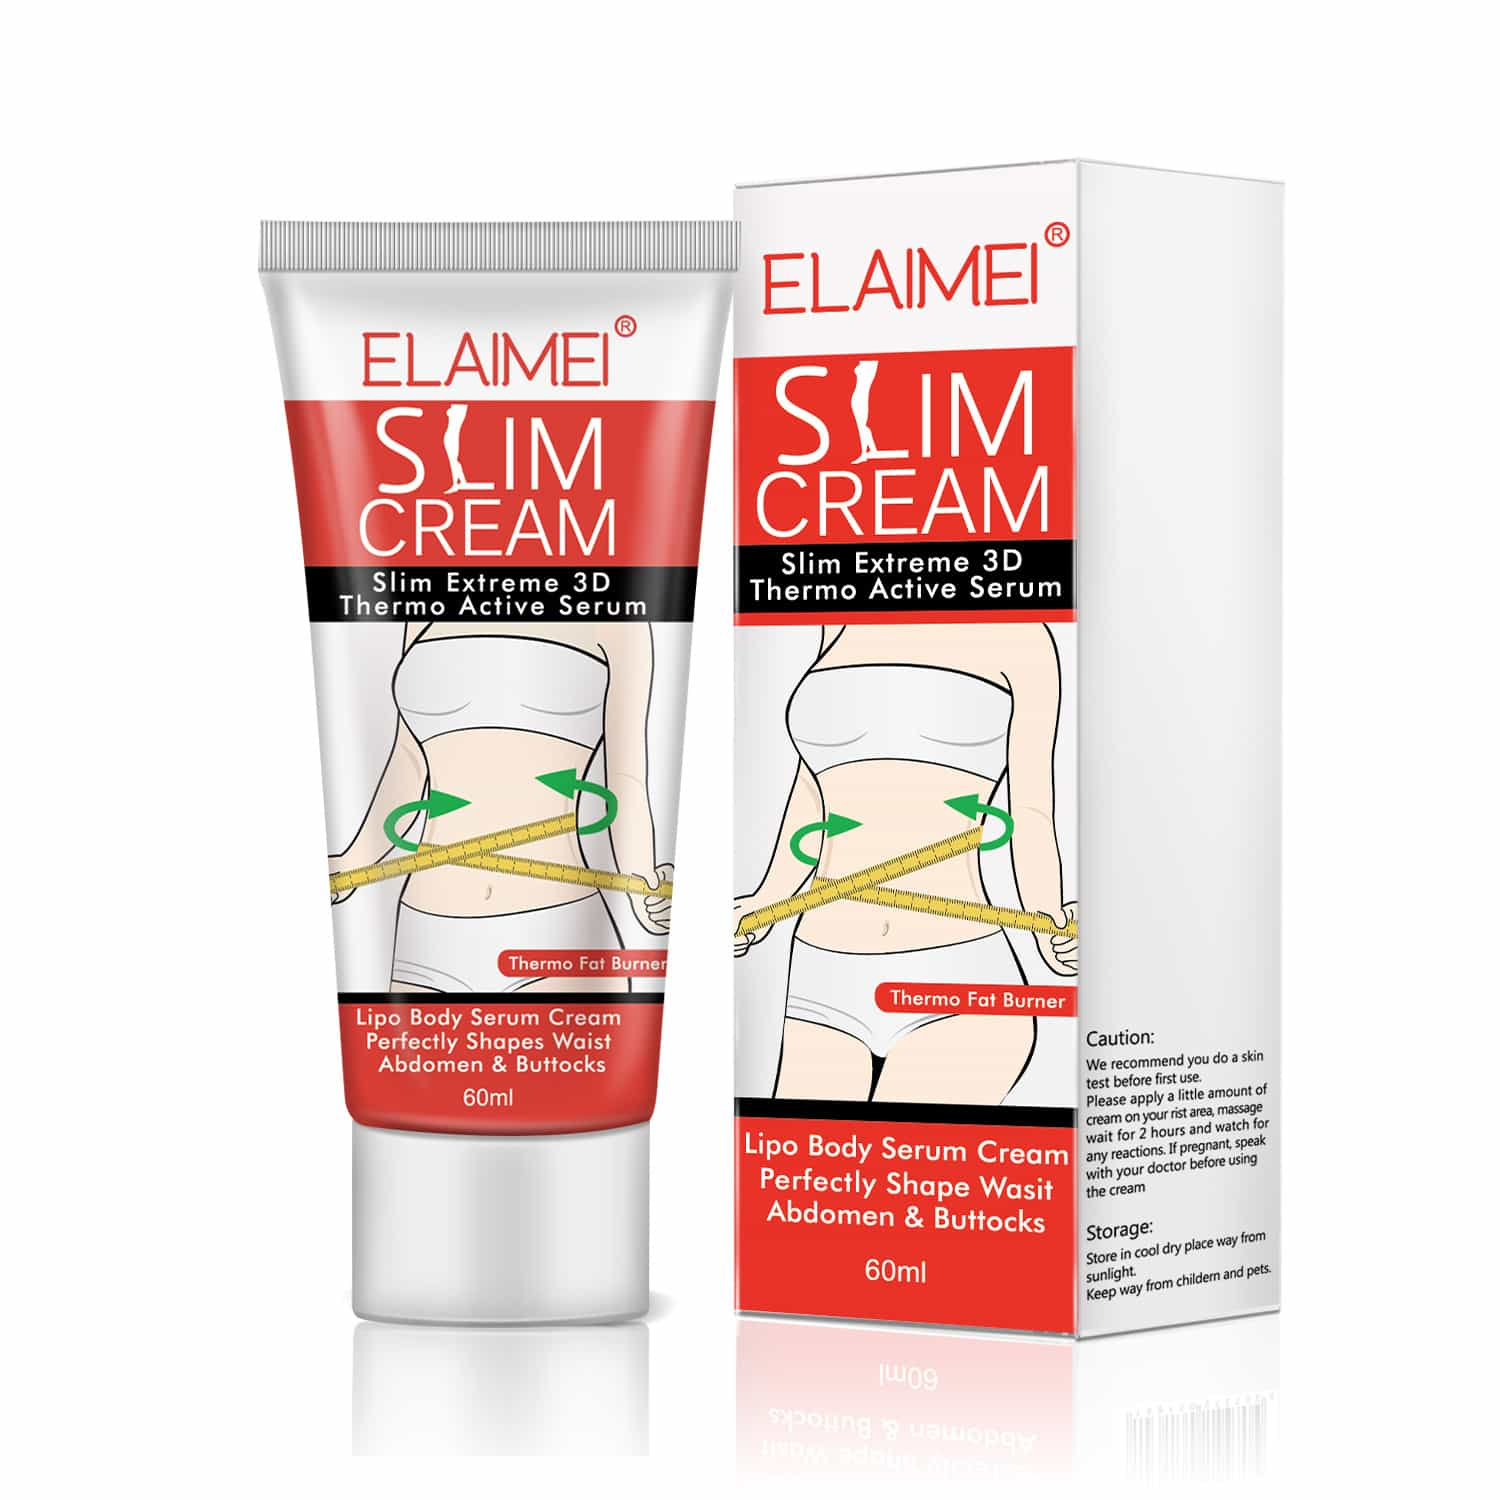 ELAIMEI®
SLIM
CREAM
Slim Extreme 3D
Thermo Active Serum
Thermo Fat Burner
Lipo Body Serum Cream
Perfectly Shapes Waist
Abdomen & Buttocks
60ml
ELAIMEI®
SLIM
CREAM
Slim Extreme 3D
Thermo Active Serum
Thermo Fat Burner
Lipo Body Serum Cream
Perfectly Shape Wasit
Abdomen & Buttocks
60ml
Caution:
We recommend you do a skin
test before first use.
Please apply a little amount of
cream on your rist area, massage
wait for 2 hours and watch for
any reactions. If pregnant, speak
with your doctor before using
the cream
Storage:
Store in cool dry place way from
sunlight.
Keep way from childern and pets.
60ml
Abdomen & Buttocks